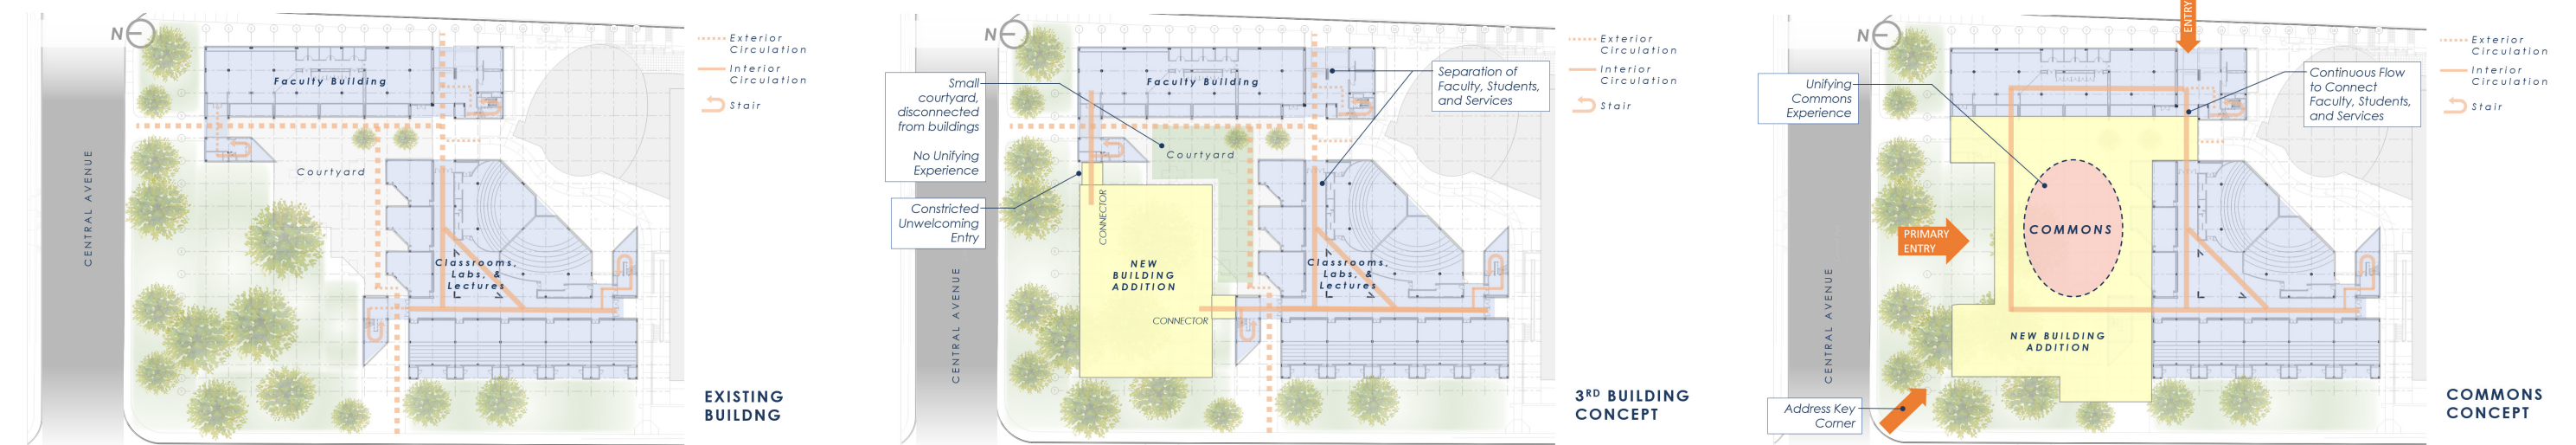 N
Exterior
Circulation
Interior
Circulation
Stair
Faculty Building
Courtyard
CENTRAL AVENUE
Classrooms,
Labs, &
Lectures
EXISTING
BUILDNG
N
Exterior
Circulation
Interior
Circulation
Stair
Small
courtyard,
disconnected
from buildings
No Unifying
Experience
Constricted
Unwelcoming
Entry
Faculty Building
Separation of
Faculty, Students,
and Services
Courtyard
CONNECTOR
CENTRAL AVENUE
NEW
BUILDING
ADDITION
CONNECTOR
Classrooms,
Labs, &
Lectures
3RD BUILDING
CONCEPT
N
ENTRY
Exterior
Circulation
Interior
Circulation
Stair
Unifying
Commons
Experience
Continuous Flow
to Connect
Faculty, Students,
and Services
PRIMARY
ENTRY
COMMONS
CENTRAL AVENUE
NEW BUILDING
ADDITION
Address Key
Corner
COMMONS
CONCEPT